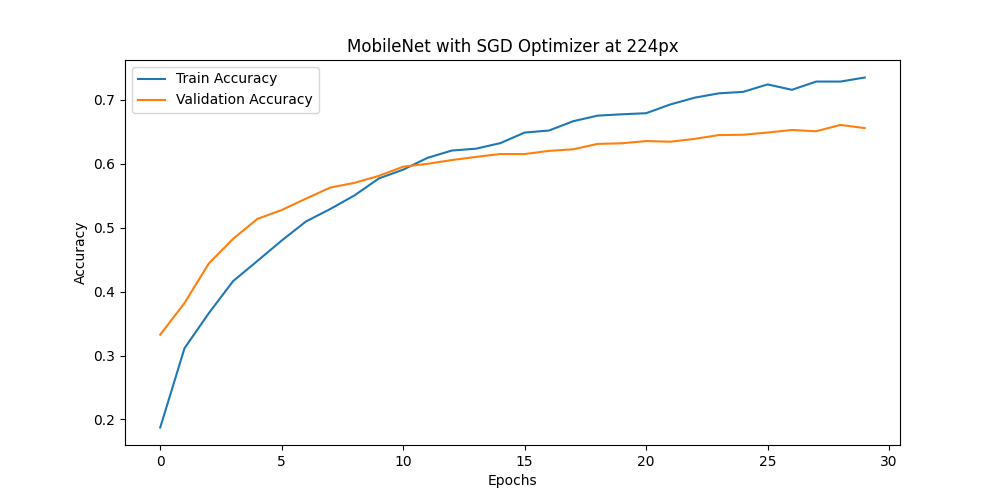 MobileNet with SGD Optimizer at 224px
Train Accuracy
Validation Accuracy
Accuracy
0.7
0.6
0.5
0.4
0.3
0.2
0 5 10 15 20 25 30
Epochs